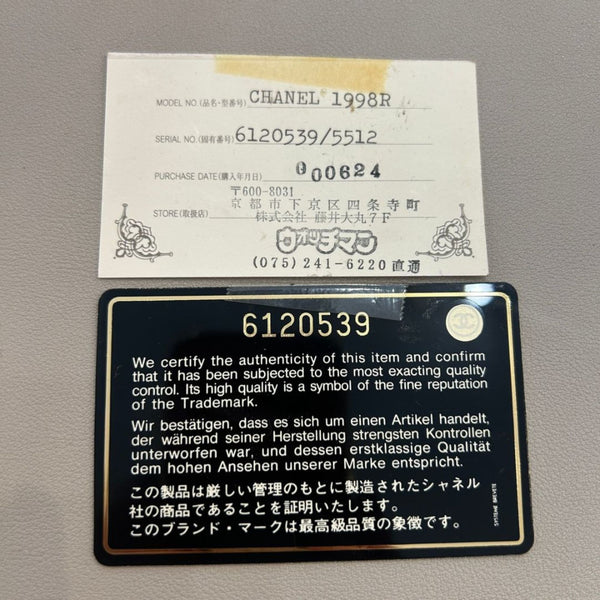 MODEL NO.(品名・型番号) CHANEL 1998R
SERIAL NO.(固有番号) 6120539/5512
PURCHASE DATE(購入年月日) 000624
〒600-8031
京都市下京区四条寺町
STORE(取扱店) 株式会社 藤井大丸7F
ウオッチマン
(075)241-6220 直通
6120539
We certify the authenticity of this item and confirm
that it has been subjected to the most exacting quality
control. Its high quality is a symbol of the fine reputation
of the Trademark.
Wir bestätigen, dass es sich um einen Artikel handelt,
der während seiner Herstellung strengsten Kontrollen
unterworfen war, und dessen erstklassige Qualität
dem hohen Ansehen unserer Marke entspricht.
この製品は厳しい管理のもとに製造されたシャネル
社の商品であることを証明いたします。
このブランド・マークは最高級品質の象徴です。
SYSTEME BREVETE